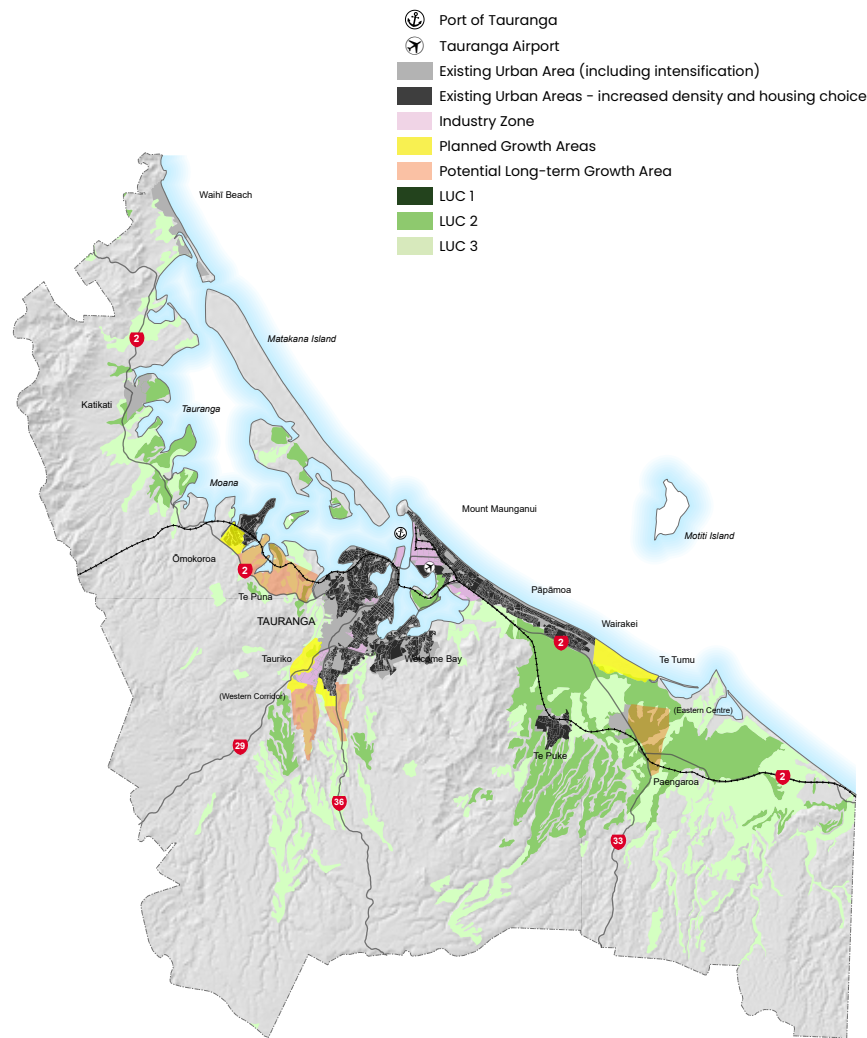 Port of Tauranga
Tauranga Airport
Existing Urban Area (including intensification)
Existing Urban Areas - increased density and housing choice
Industry Zone
Planned Growth Areas
Potential Long-term Growth Area
LUC 1
LUC 2
LUC 3
Waihī Beach
2
Matakana Island
Katikati
Tauranga
Moana
Mount Maunganui
Motiti Island
Ōmokoroa
2
Te Puna
Pāpāmoa
TAURANGA
Wairakei
2
Tauriko
Welcome Bay
Te Tumu
(Western Corridor)
(Eastern Centre)
29
Te Puke
Paengaroa
2
36
33